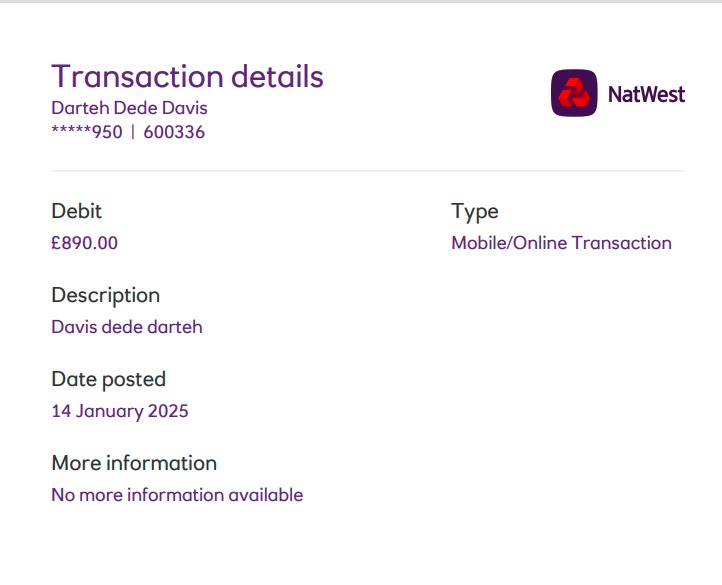 Transaction details
NatWest
Darteh Dede Davis
*****950 | 600336
Debit
£890.00
Type
Mobile/Online Transaction
Description
Davis dede darteh
Date posted
14 January 2025
More information
No more information available